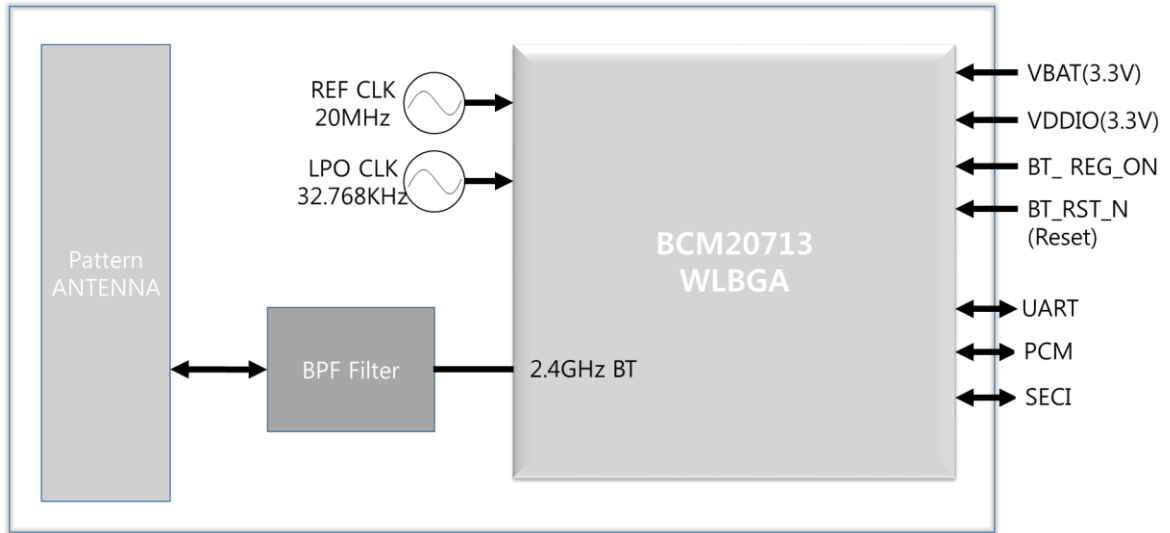 REF CLK
20MHz
LPO CLK
32.768KHz
Pattern
ANTENNA
BPF Filter
BCM20713
WLBGA
2.4GHz BT
VBAT(3.3V)
VDDIO(3.3V)
BT_ REG_ON
BT_RST_N
(Reset)
UART
PCM
SECI